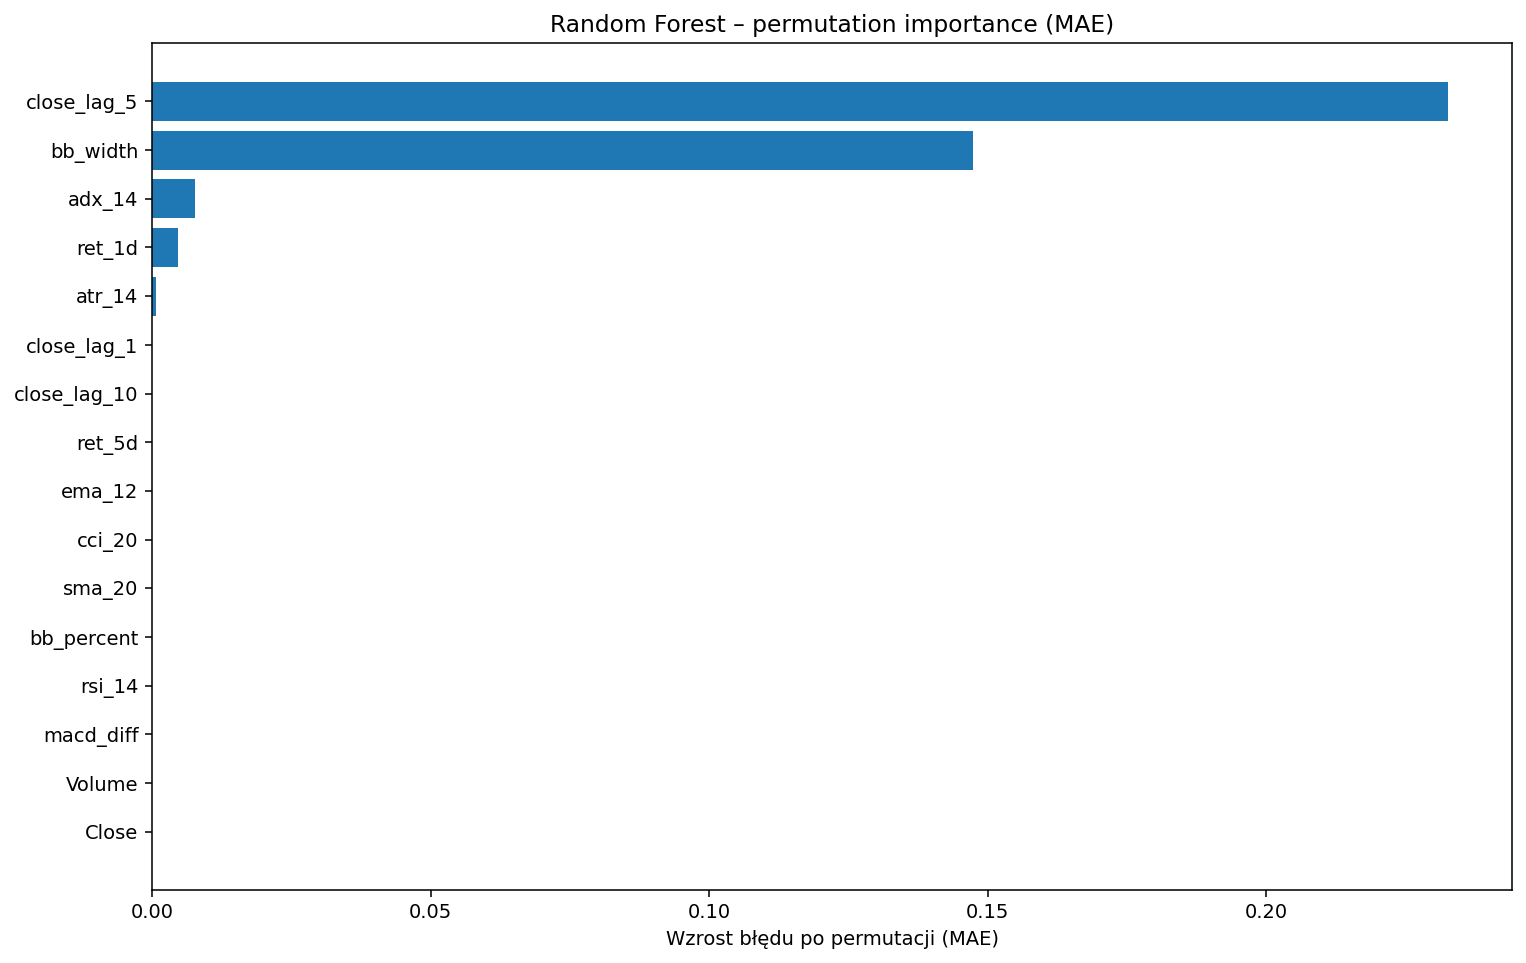 Random Forest – permutation importance (MAE)
close_lag_5
bb_width
adx_14
ret_1d
atr_14
close_lag_1
close_lag_10
ret_5d
ema_12
cci_20
sma_20
bb_percent
rsi_14
macd_diff
Volume
Close
0.00 0.05 0.10 0.15 0.20
Wzrost błędu po permutacji (MAE)